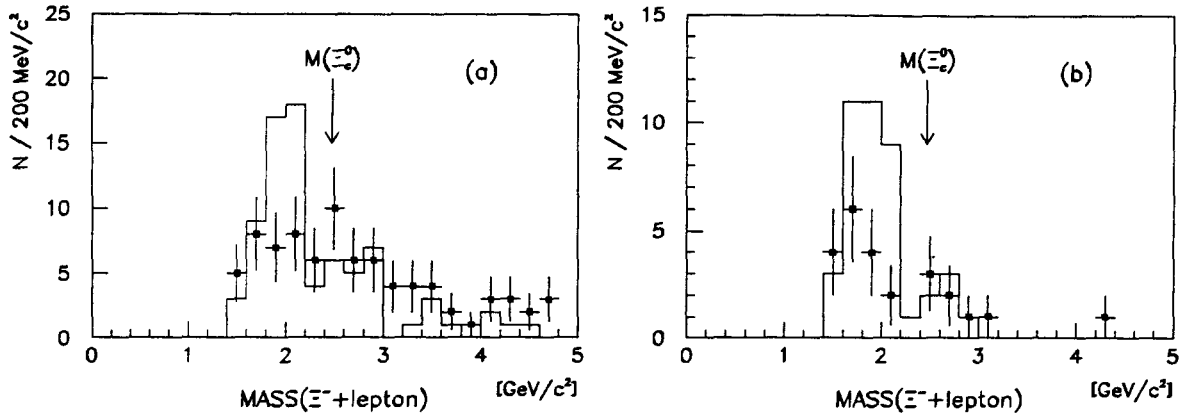 N / 200 MeV/c²
25
20
15
10
5
0
M(Ξc⁰)
(a)
0 1 2 3 4 5
MASS(Ξ⁻+lepton) [GeV/c²]
N / 200 MeV/c²
15
10
5
0
M(Ξc⁰)
(b)
0 1 2 3 4 5
MASS(Ξ⁻+lepton) [GeV/c²]